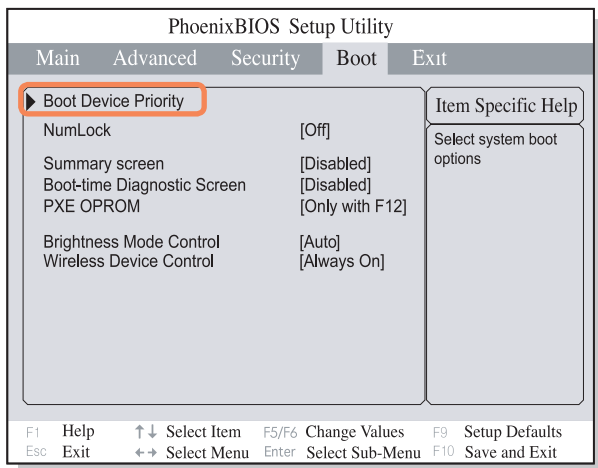 PhoenixBIOS Setup Utility
Main Advanced Security Boot Exit
Boot Device Priority
NumLock [Off]
Summary screen [Disabled]
Boot-time Diagnostic Screen [Disabled]
PXE OPROM [Only with F12]
Brightness Mode Control [Auto]
Wireless Device Control [Always On]
Item Specific Help
Select system boot
options
F1 Help ↑↓ Select Item F5/F6 Change Values F9 Setup Defaults
Esc Exit ←→ Select Menu Enter Select Sub-Menu F10 Save and Exit